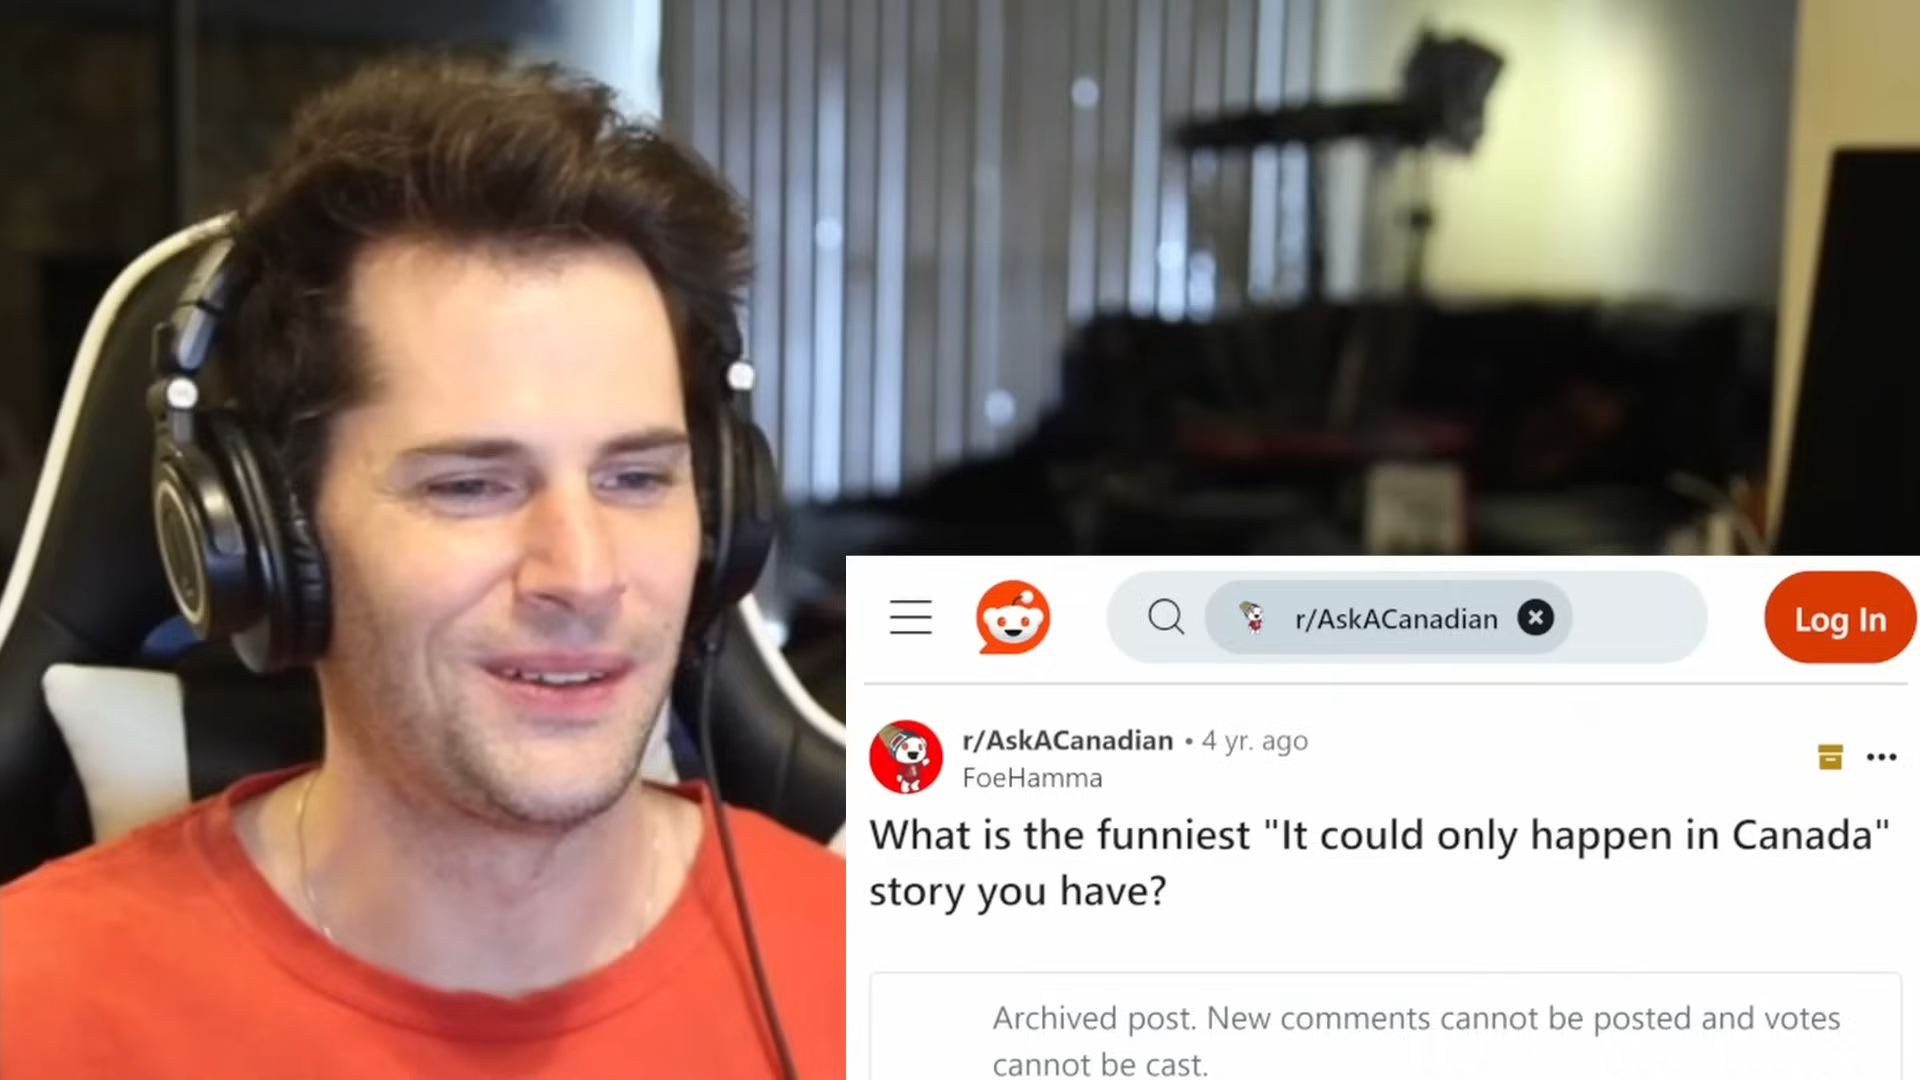 r/AskACanadian
Log In
r/AskACanadian • 4 yr. ago
FoeHamma
What is the funniest "It could only happen in Canada"
story you have?
Archived post. New comments cannot be posted and votes
cannot be cast.